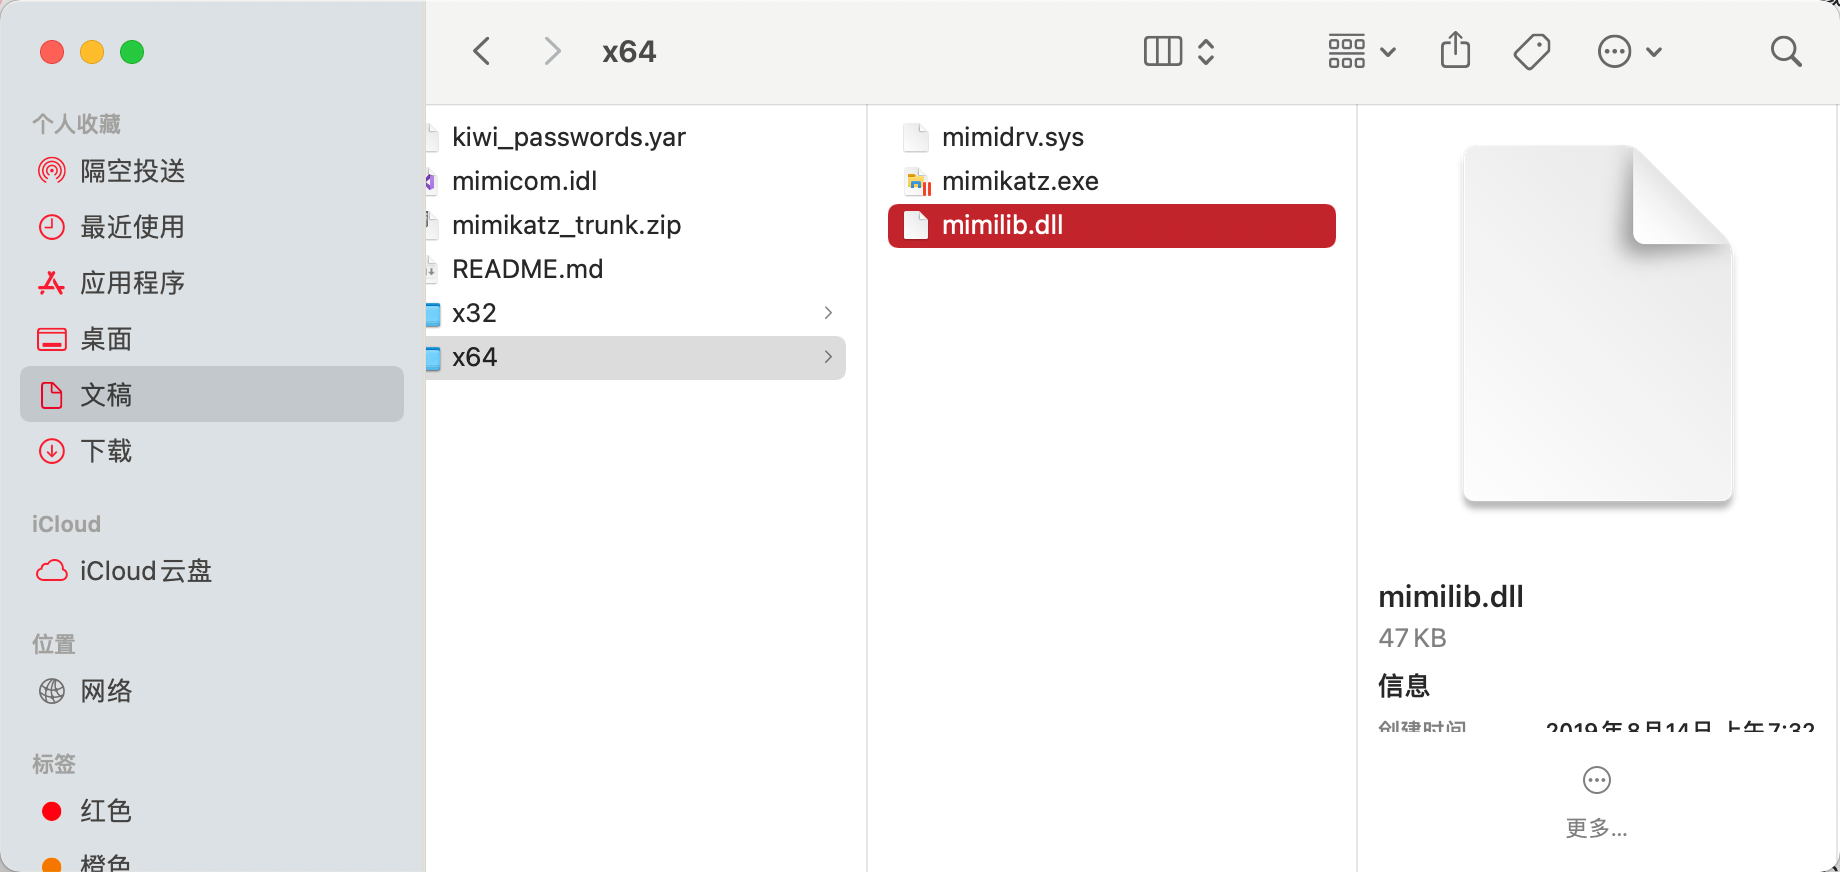 x64
个人收藏
隔空投送
最近使用
应用程序
桌面
文稿
下载
iCloud
iCloud云盘
位置
网络
标签
红色
橙色
kiwi_passwords.yar
mimicom.idl
mimikatz_trunk.zip
README.md
x32
x64
mimidrv.sys
mimikatz.exe
mimilib.dll
mimilib.dll
47 KB
信息
创建时间 2019年8月14日 上午7:32
更多...